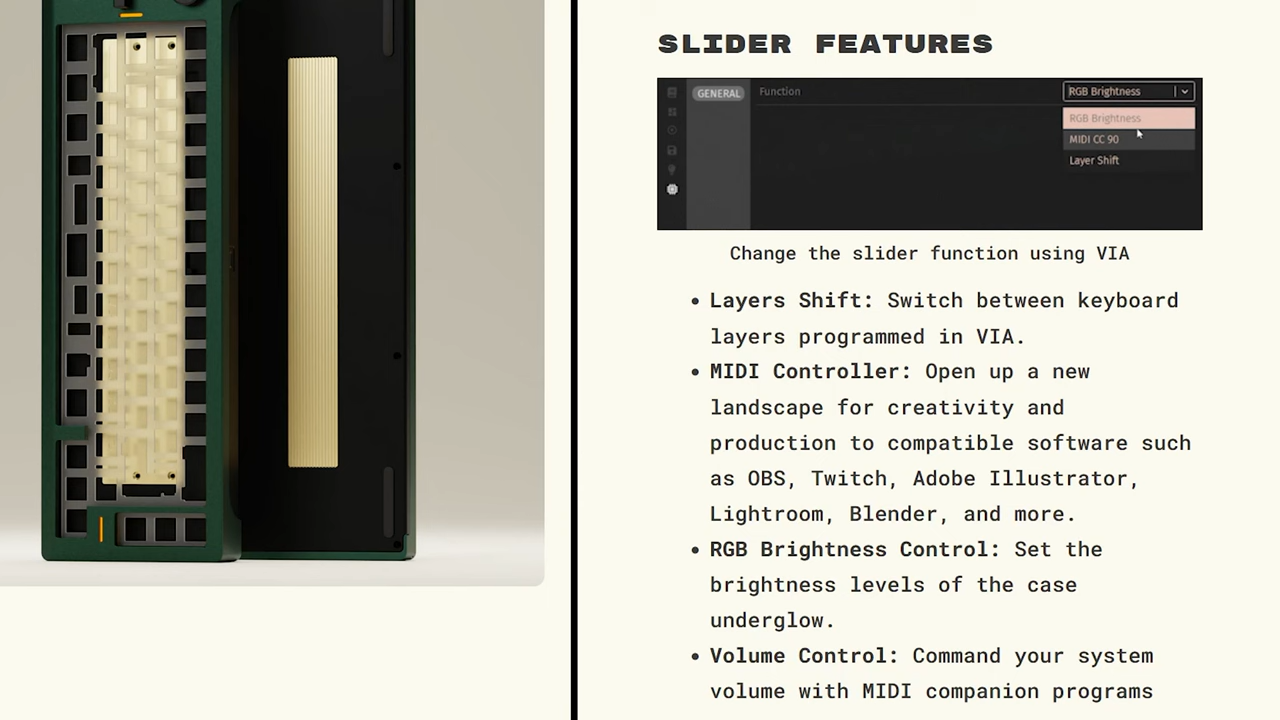 SLIDER FEATURES
GENERAL Function RGB Brightness
RGB Brightness
MIDI CC 90
Layer Shift
Change the slider function using VIA
• Layers Shift: Switch between keyboard
layers programmed in VIA.
• MIDI Controller: Open up a new
landscape for creativity and
production to compatible software such
as OBS, Twitch, Adobe Illustrator,
Lightroom, Blender, and more.
• RGB Brightness Control: Set the
brightness levels of the case
underglow.
• Volume Control: Command your system
volume with MIDI companion programs